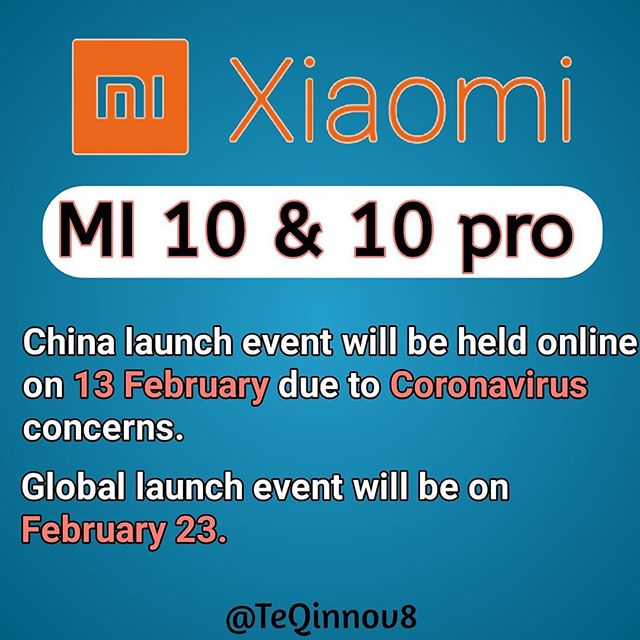 mi Xiaomi
MI 10 & 10 pro
China launch event will be held online
on 13 February due to Coronavirus
concerns.
Global launch event will be on
February 23.
@TeQinnov8